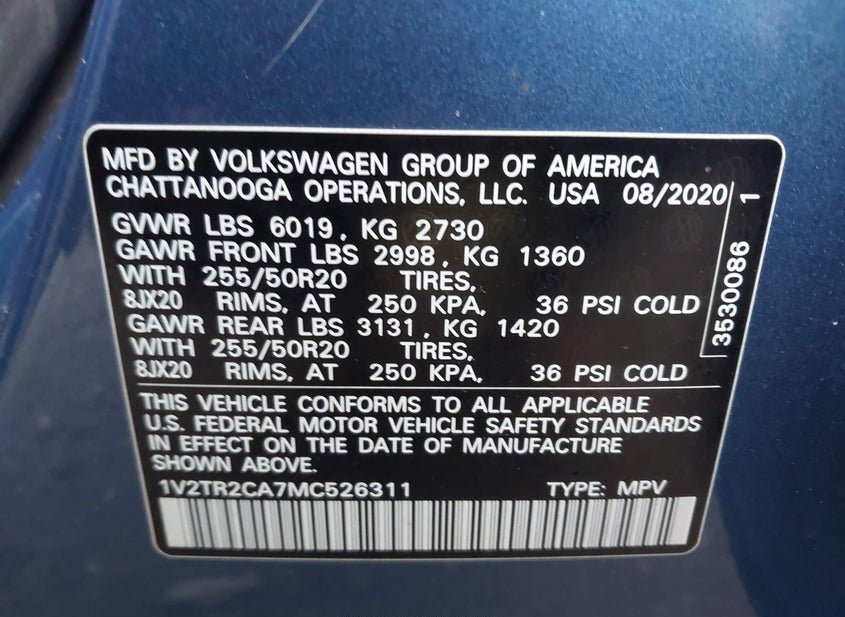 MFD BY VOLKSWAGEN GROUP OF AMERICA
CHATTANOOGA OPERATIONS, LLC. USA 08/2020 1
GVWR LBS 6019, KG 2730
GAWR FRONT LBS 2998, KG 1360
WITH 255/50R20 TIRES,
8JX20 RIMS, AT 250 KPA, 36 PSI COLD
GAWR REAR LBS 3131, KG 1420
WITH 255/50R20 TIRES,
8JX20 RIMS, AT 250 KPA, 36 PSI COLD
3530086
THIS VEHICLE CONFORMS TO ALL APPLICABLE
U.S. FEDERAL MOTOR VEHICLE SAFETY STANDARDS
IN EFFECT ON THE DATE OF MANUFACTURE
SHOWN ABOVE.
1V2TR2CA7MC526311 TYPE: MPV